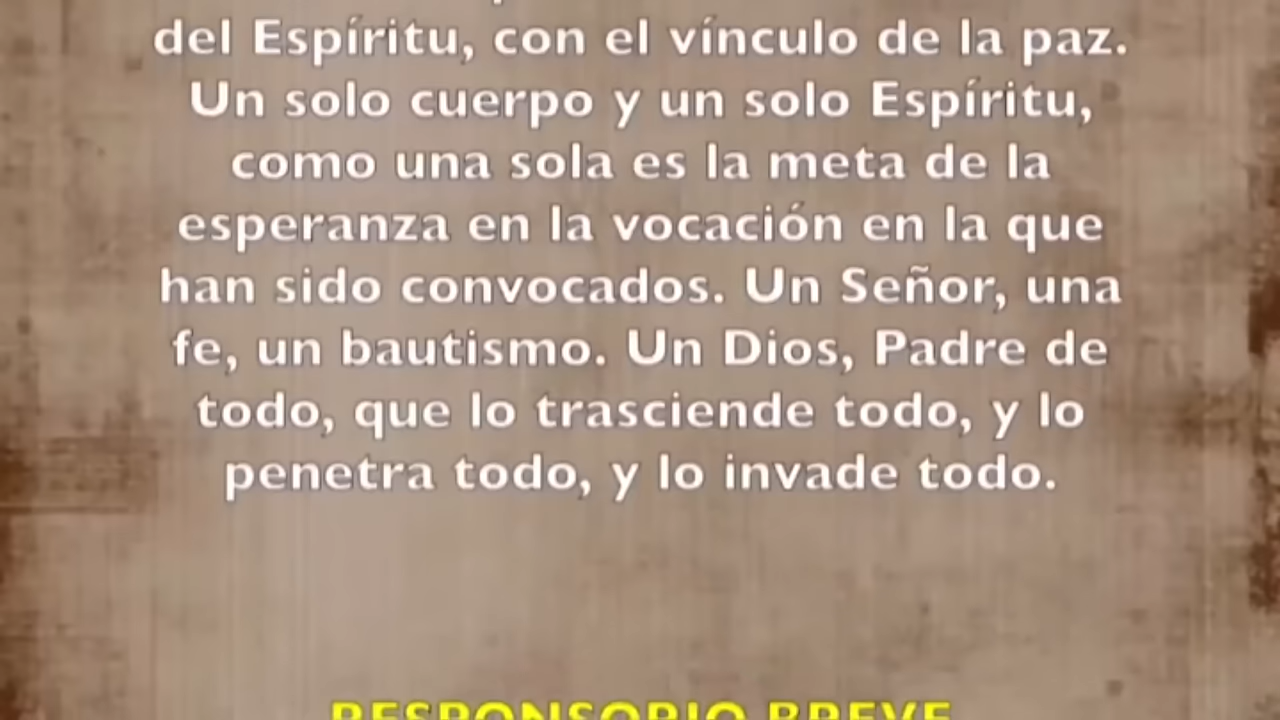 del Espíritu, con el vínculo de la paz.
Un solo cuerpo y un solo Espíritu,
como una sola es la meta de la
esperanza en la vocación en la que
han sido convocados. Un Señor, una
fe, un bautismo. Un Dios, Padre de
todo, que lo trasciende todo, y lo
penetra todo, y lo invade todo.
RESPONSORIO BREVE